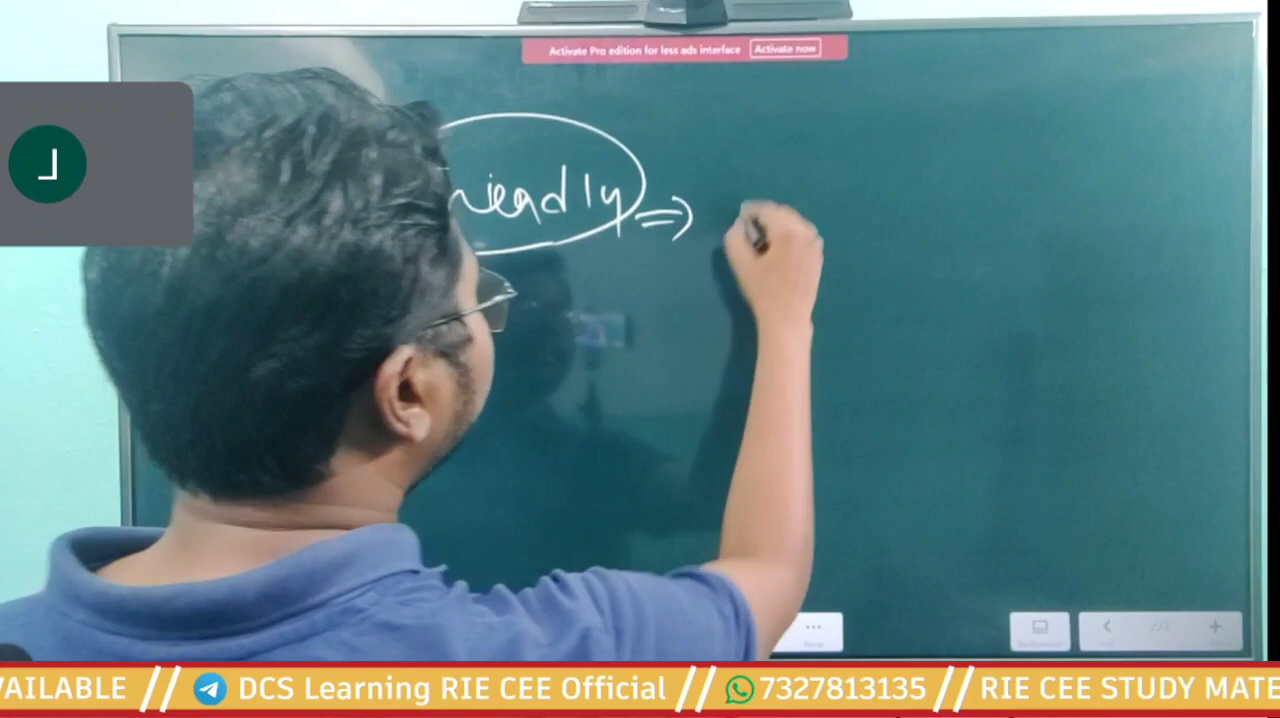 Activate Pro edition for less ads interface Activate now
J
⇒
VAILABLE // DCS Learning RIE CEE Official // 7327813135 // RIE CEE STUDY MATE